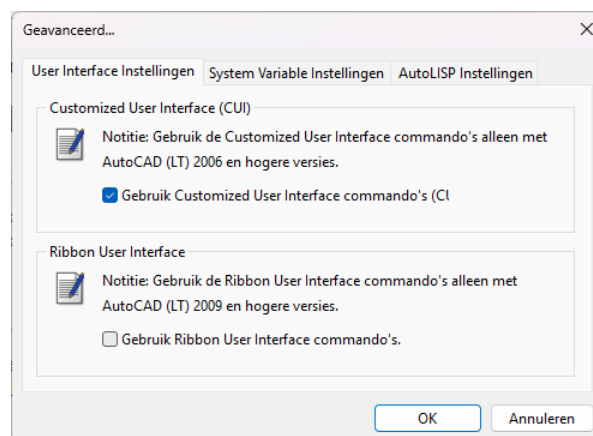 Geavanceerd...
User Interface Instellingen System Variable Instellingen AutoLISP Instellingen
Customized User Interface (CUI)
Notitie: Gebruik de Customized User Interface commando's alleen met
AutoCAD (LT) 2006 en hogere versies.
Gebruik Customized User Interface commando's (CU
Ribbon User Interface
Notitie: Gebruik de Ribbon User Interface commando's alleen met
AutoCAD (LT) 2009 en hogere versies.
Gebruik Ribbon User Interface commando's.
OK Annuleren